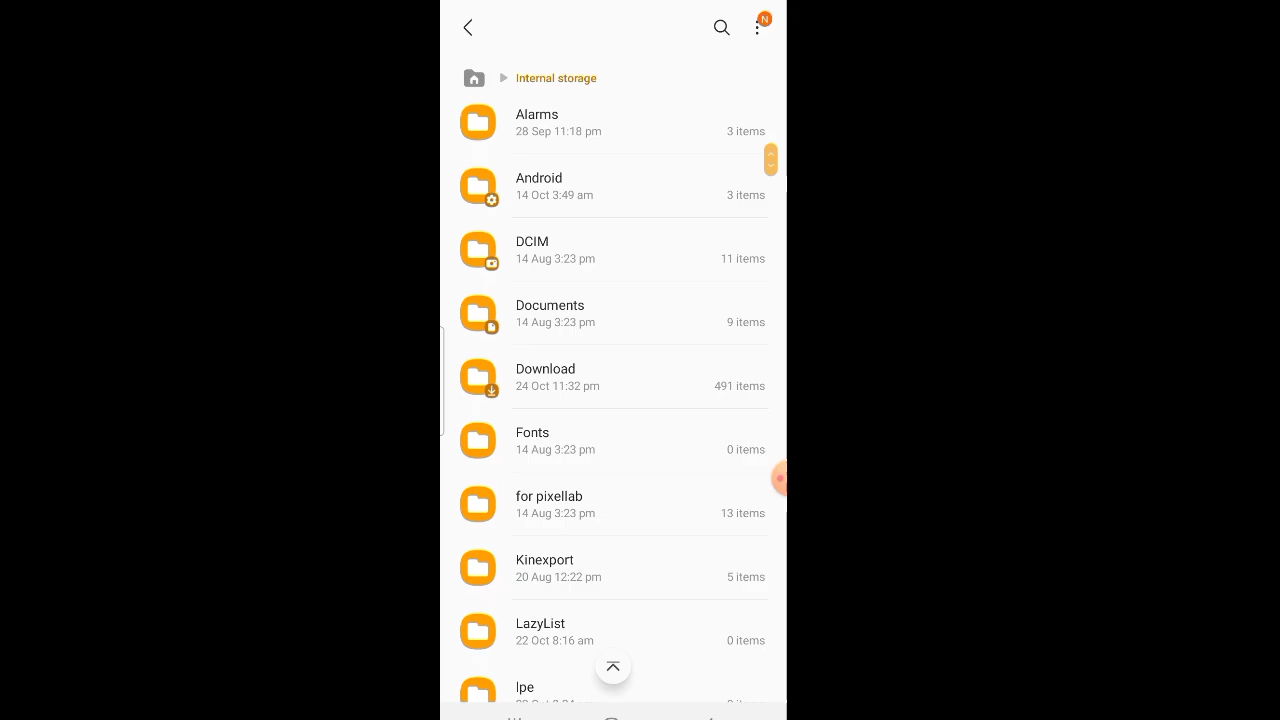 N
Internal storage
Alarms
28 Sep 11:18 pm 3 items
Android
14 Oct 3:49 am 3 items
DCIM
14 Aug 3:23 pm 11 items
Documents
14 Aug 3:23 pm 9 items
Download
24 Oct 11:32 pm 491 items
Fonts
14 Aug 3:23 pm 0 items
for pixellab
14 Aug 3:23 pm 13 items
Kinexport
20 Aug 12:22 pm 5 items
LazyList
22 Oct 8:16 am 0 items